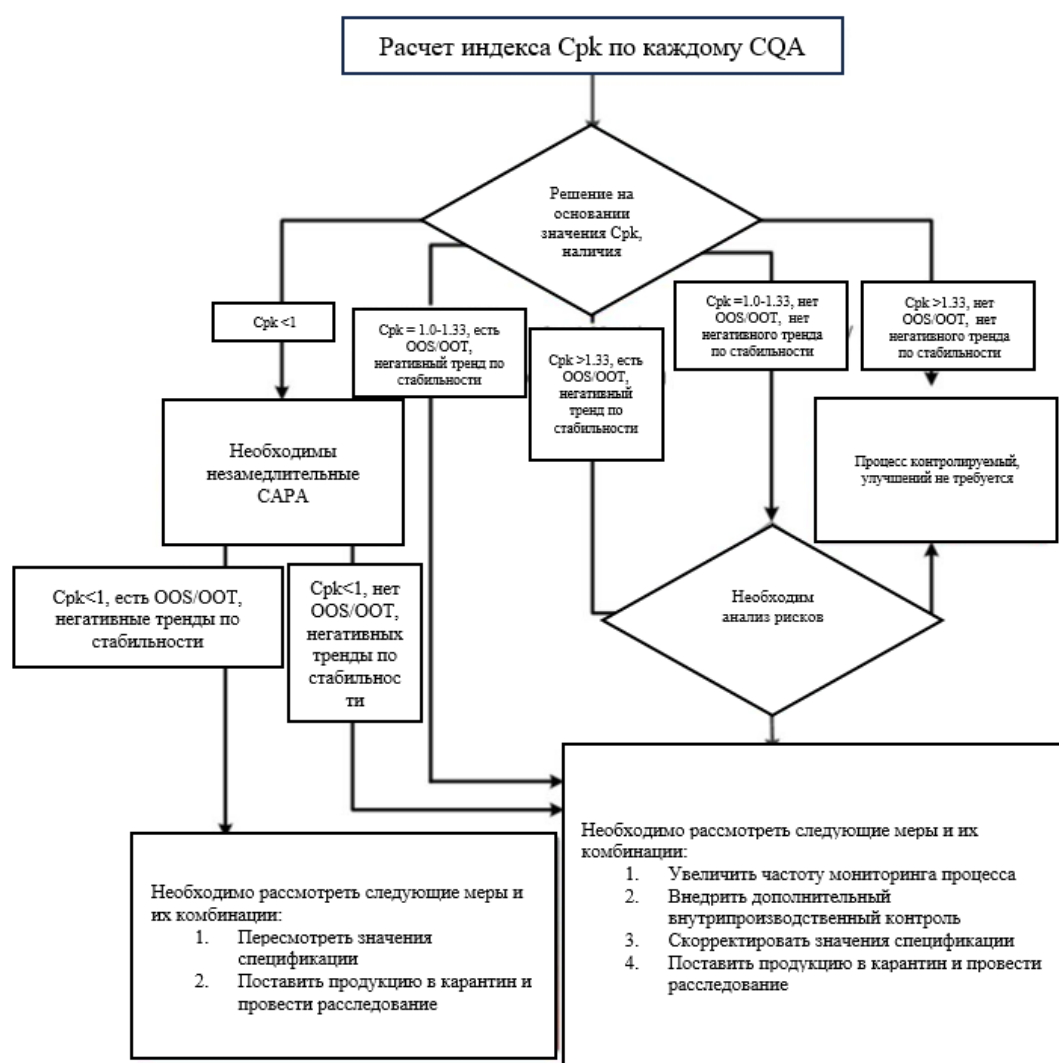 Расчет индекса Cpk по каждому CQA
Решение на
основании
значения Cpk,
наличия
Cpk <1
Cpk = 1.0-1.33, есть
OOS/OOT,
негативный тренд по
стабильности
Cpk >1.33, есть
OOS/OOT,
негативный
тренд по
стабильности
Cpk =1.0-1.33, нет
OOS/OOT, нет
негативного тренда
по стабильности
Cpk >1.33, нет
OOS/OOT, нет
негативного тренда
по стабильности
Необходимы
незамедлительные
CAPA
Процесс контролируемый,
улучшений не требуется
Cpk<1, есть OOS/OOT,
негативные тренды по
стабильности
Cpk<1, нет
OOS/OOT,
негативных
тренды по
стабильнос
ти
Необходим
анализ рисков
Необходимо рассмотреть следующие меры и
их комбинации:
1. Пересмотреть значения
спецификации
2. Поставить продукцию в карантин и
провести расследование
Необходимо рассмотреть следующие меры и их
комбинации:
1. Увеличить частоту мониторинга процесса
2. Внедрить дополнительный
внутрипроизводственный контроль
3. Скорректировать значения спецификации
4. Поставить продукцию в карантин и провести
расследование